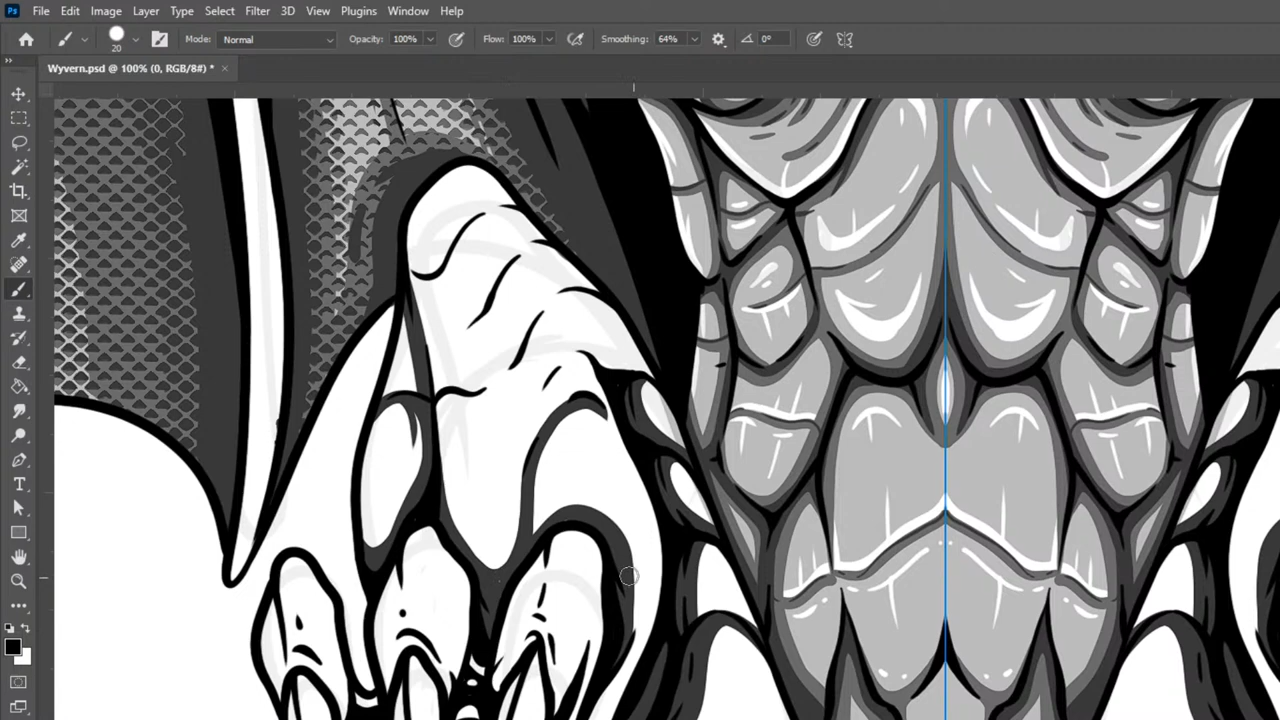 Ps File Edit Image Layer Type Select Filter 3D View Plugins Window Help
20 Mode: Normal Opacity: 100% Flow: 100% Smoothing: 64% 0°
Wyvern.psd @ 100% (0, RGB/8#) * ×
T